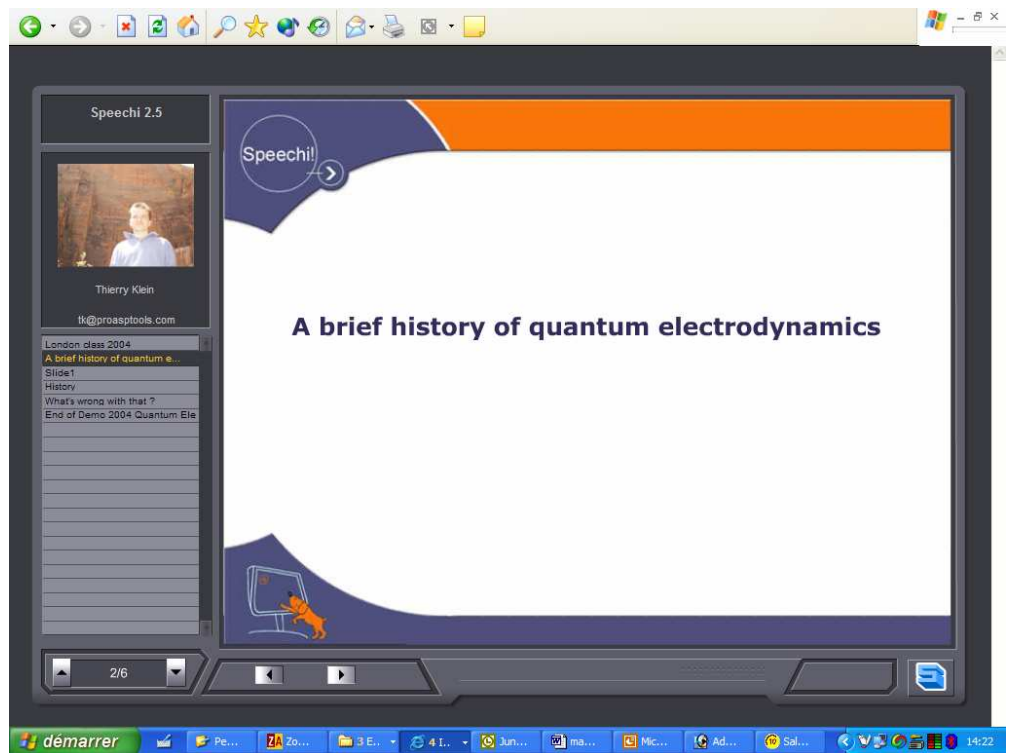 Speechi 2.5
Thierry Klein
tk@proasptools.com
London class 2004
A brief history of quantum e...
Slide1
History
What's wrong with that ?
End of Demo 2004 Quantum Ele
2/6
Speechi!
A brief history of quantum electrodynamics
démarrer
Pe...
Zo...
3 E..
4 I..
Jun...
ma...
Mic...
Ad...
Sal...
14:22